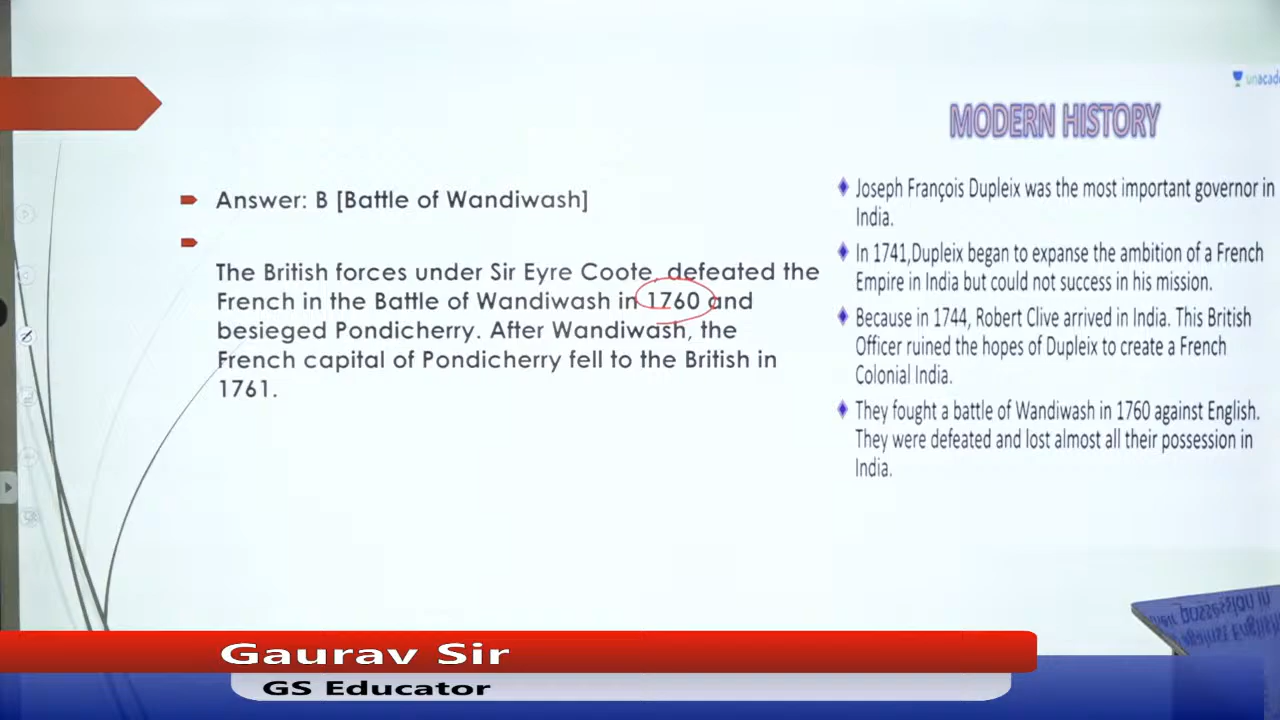 unacad
MODERN HISTORY
Answer: B [Battle of Wandiwash]
The British forces under Sir Eyre Coote, defeated the
French in the Battle of Wandiwash in 1760 and
besieged Pondicherry. After Wandiwash, the
French capital of Pondicherry fell to the British in
1761.
Joseph François Dupleix was the most important governor in
India.
In 1741,Dupleix began to expanse the ambition of a French
Empire in India but could not success in his mission.
Because in 1744, Robert Clive arrived in India. This British
Officer ruined the hopes of Dupleix to create a French
Colonial India.
They fought a battle of Wandiwash in 1760 against English.
They were defeated and lost almost all their possession in
India.
their possession in
against English
Gaurav Sir
GS Educator